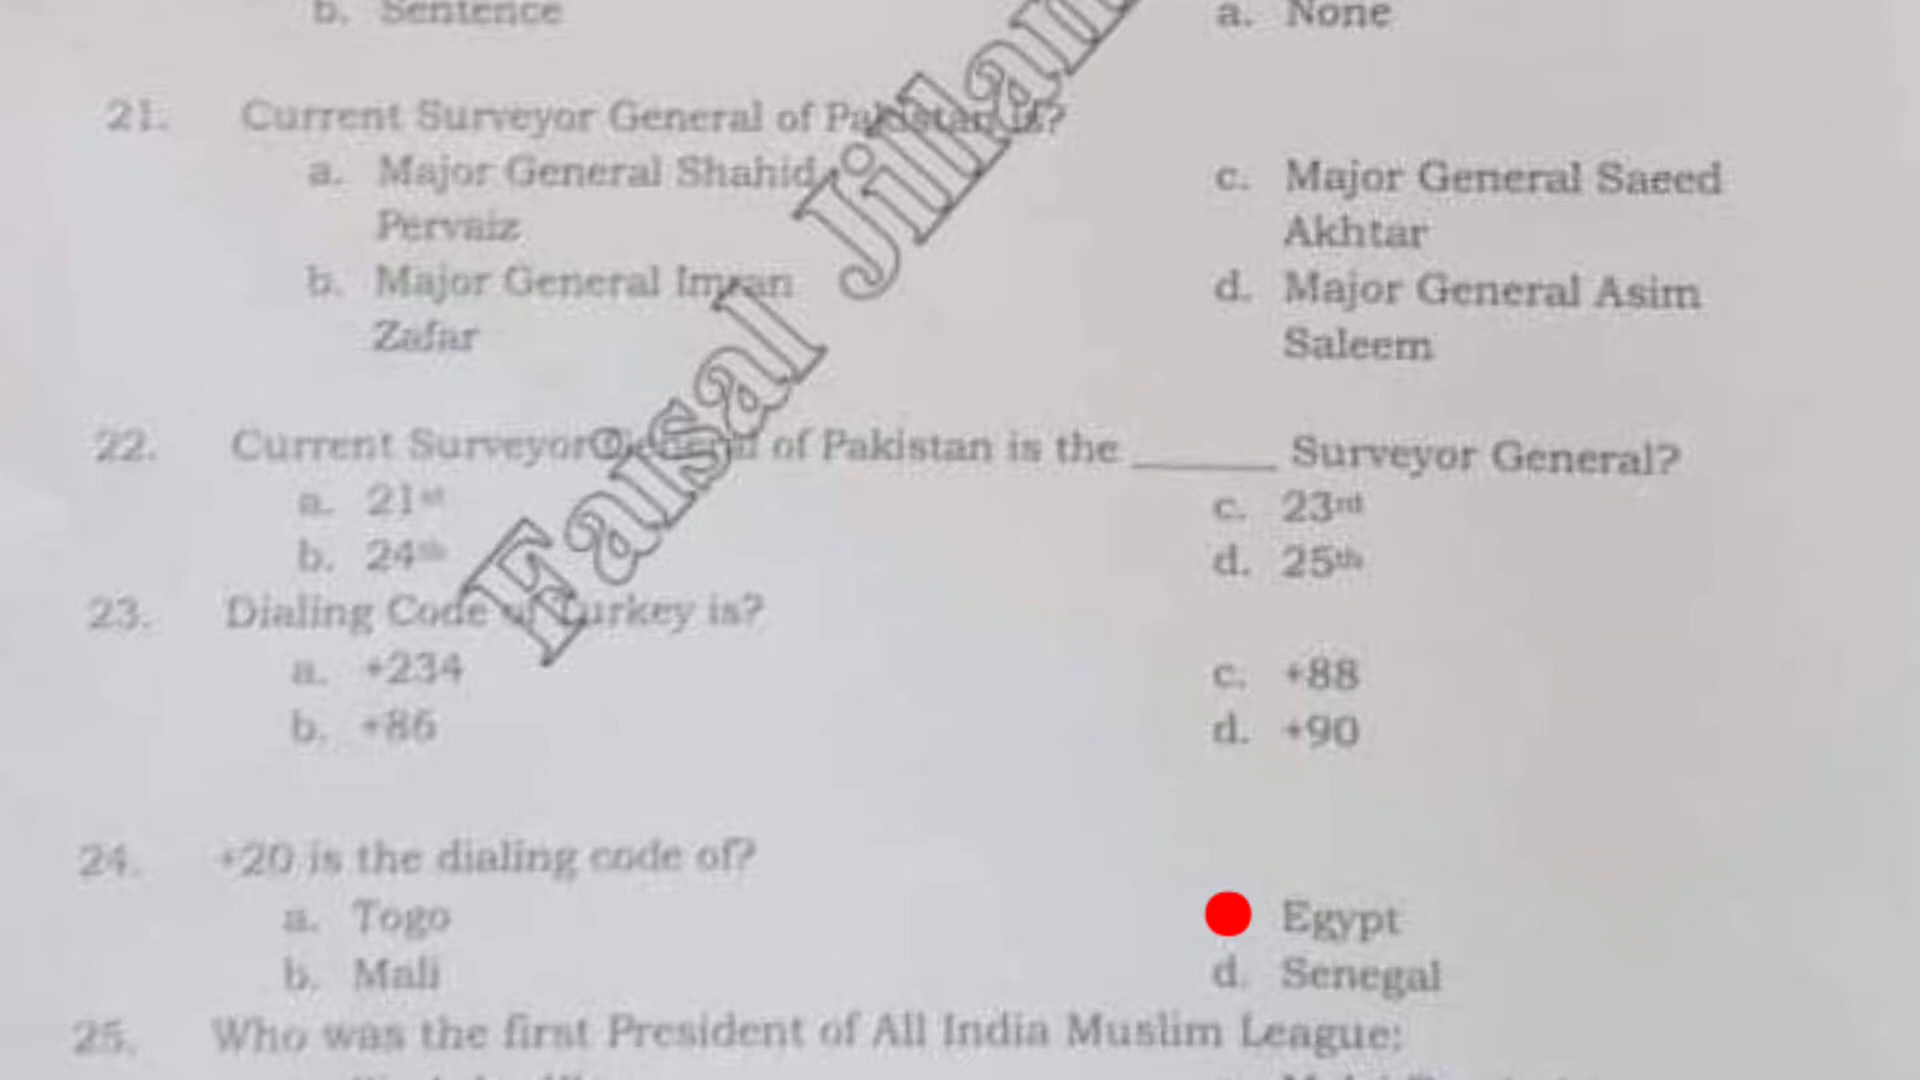 b. Sentence
a. None
21. Current Surveyor General of Pakistan is?
a. Major General Shahid
Pervaiz
c. Major General Saeed
Akhtar
b. Major General Imran
Zafar
d. Major General Asim
Saleem
22. Current Surveyor General of Pakistan is the ______ Surveyor General?
a. 21st
c. 23rd
b. 24th
d. 25th
23. Dialing Code of Turkey is?
a. +234
c. +88
b. +86
d. +90
24. +20 is the dialing code of?
a. Togo
Egypt
b. Mali
d. Senegal
25. Who was the first President of All India Muslim League:
Faisal Jillan